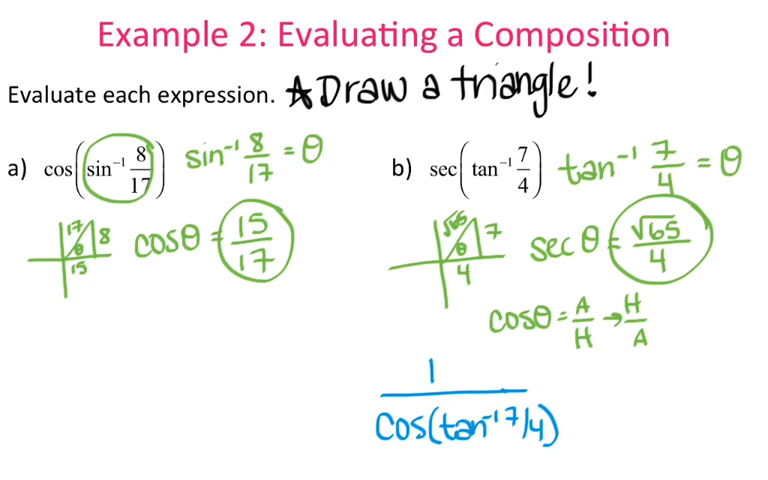 Example 2: Evaluating a Composition
Evaluate each expression. ★Draw a triangle!
a) cos(sin⁻¹ 8/17) sin⁻¹ 8/17 = θ
17 8 θ 15 cosθ = 15/17
b) sec(tan⁻¹ 7/4) tan⁻¹ 7/4 = θ
√65 7 θ 4 sec θ = √65/4
cosθ = A/H → H/A
1/cos(tan⁻¹ 7/4)